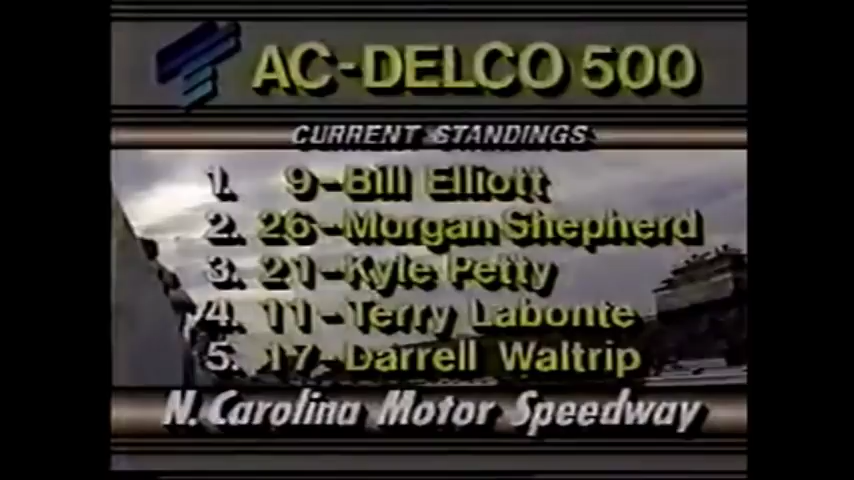 AC-DELCO 500
CURRENT STANDINGS
1. 9-Bill Elliott
2. 26-Morgan Shepherd
3. 21-Kyle Petty
4. 11-Terry Labonte
5. 17-Darrell Waltrip
N. Carolina Motor Speedway